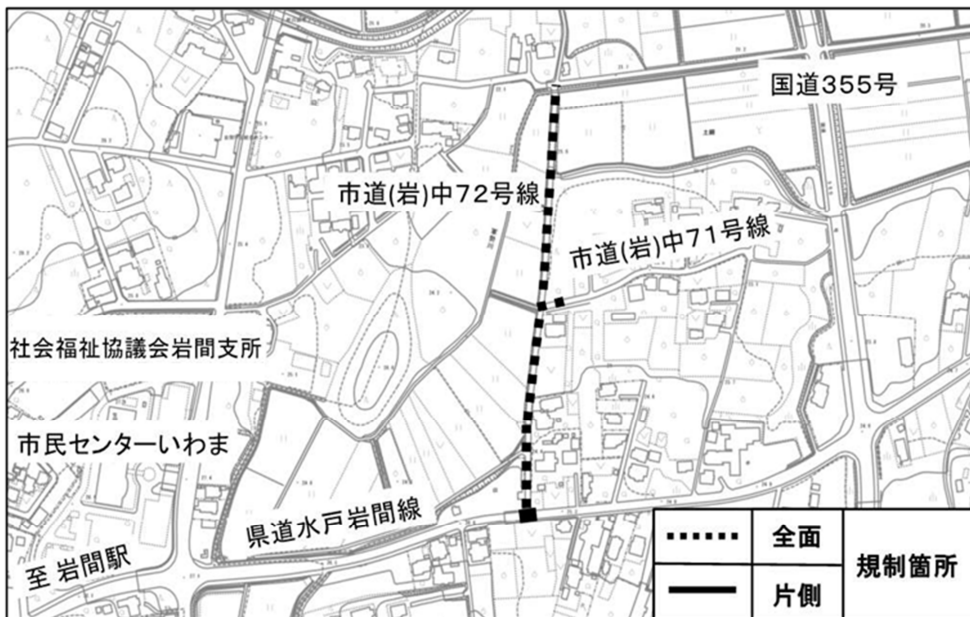 国道355号
市道(岩)中72号線
市道(岩)中71号線
社会福祉協議会岩間支所
市民センターいわま
県道水戸岩間線
至 岩間駅
全面
片側
規制箇所